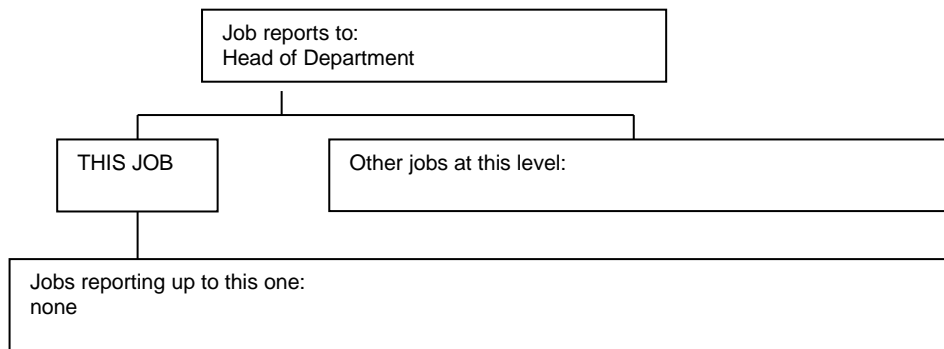 Job reports to:
Head of Department
THIS JOB
Other jobs at this level:
Jobs reporting up to this one:
none